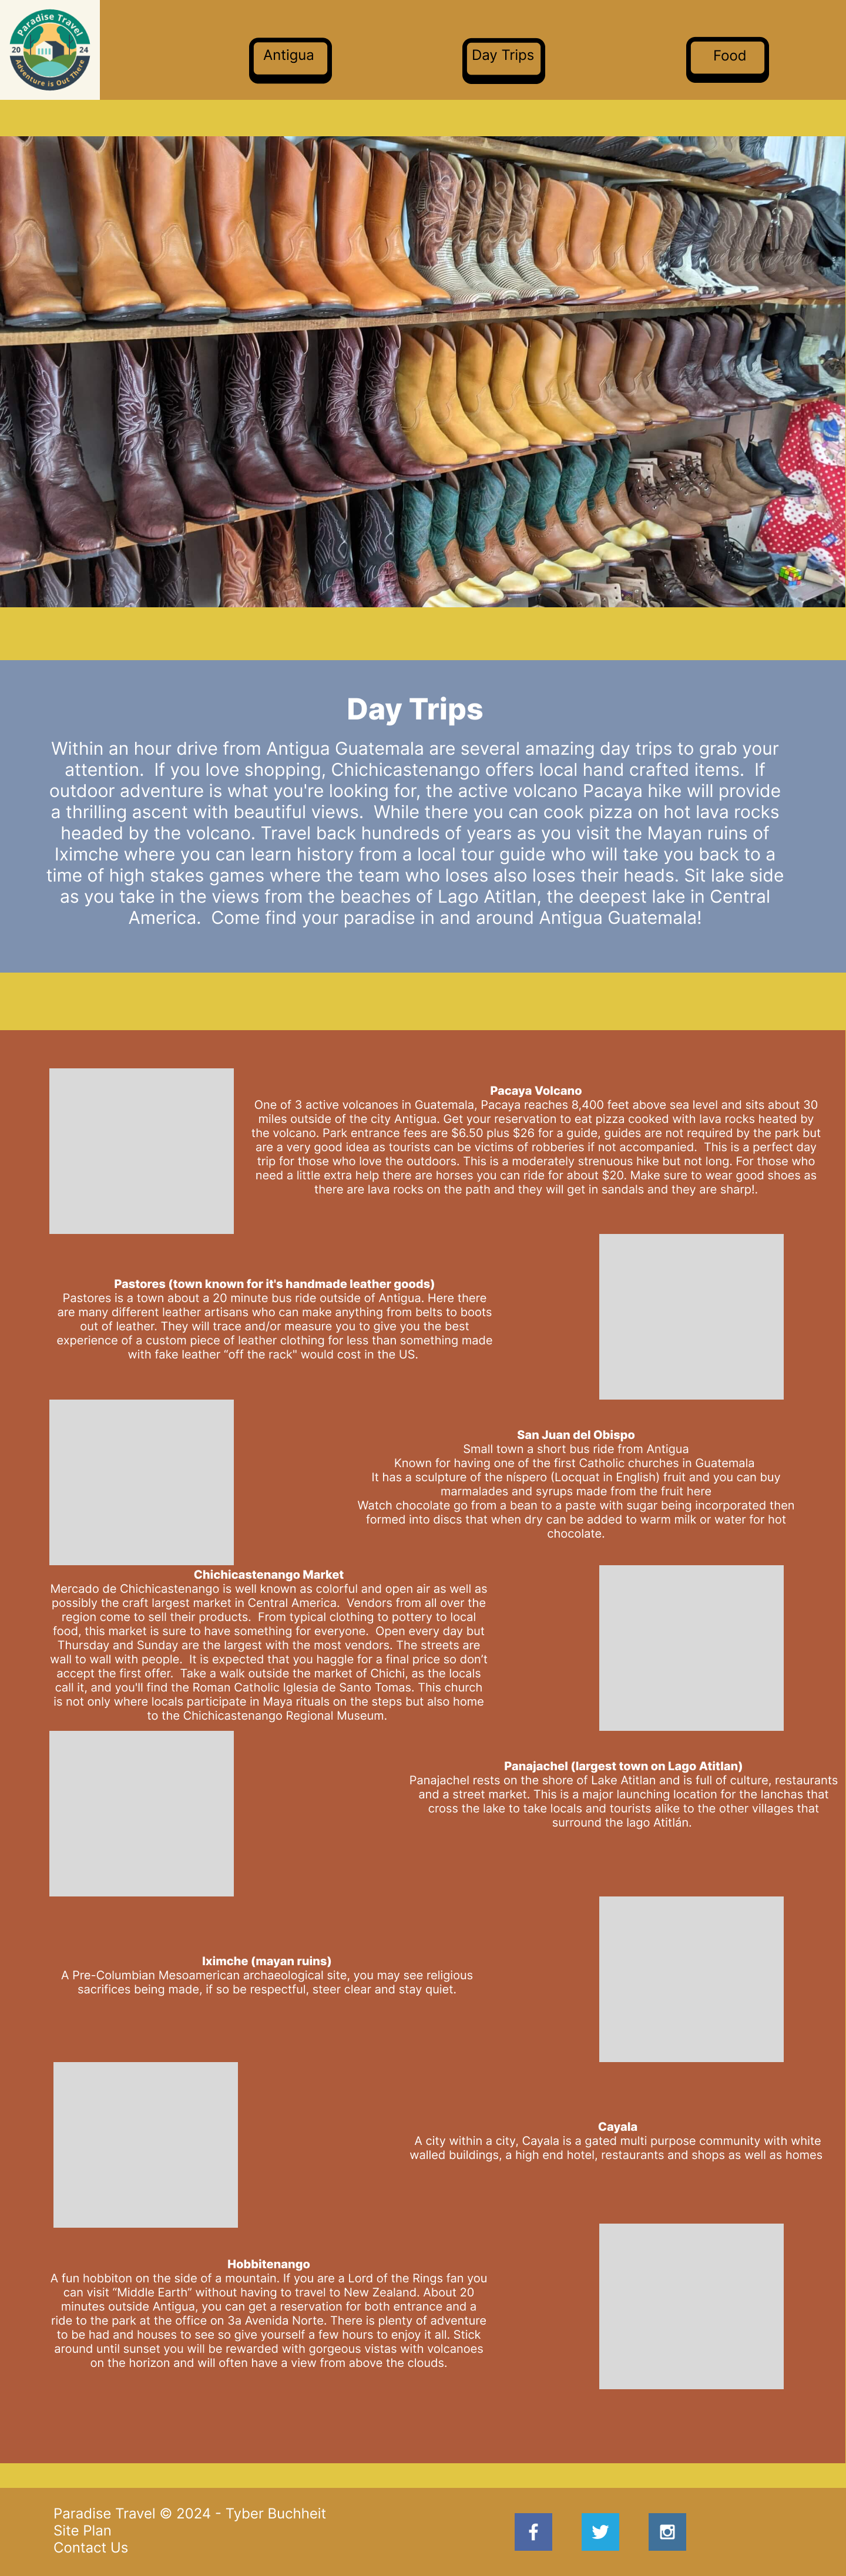 Paradise Travel
20 24
Adventure is Out There
Antigua
Day Trips
Food
Day Trips
Within an hour drive from Antigua Guatemala are several amazing day trips to grab your
attention.  If you love shopping, Chichicastenango offers local hand crafted items.  If
outdoor adventure is what you're looking for, the active volcano Pacaya hike will provide
a thrilling ascent with beautiful views.  While there you can cook pizza on hot lava rocks
headed by the volcano. Travel back hundreds of years as you visit the Mayan ruins of
Iximche where you can learn history from a local tour guide who will take you back to a
time of high stakes games where the team who loses also loses their heads. Sit lake side
as you take in the views from the beaches of Lago Atitlan, the deepest lake in Central
America.  Come find your paradise in and around Antigua Guatemala!
Pacaya Volcano
One of 3 active volcanoes in Guatemala, Pacaya reaches 8,400 feet above sea level and sits about 30
miles outside of the city Antigua. Get your reservation to eat pizza cooked with lava rocks heated by
the volcano. Park entrance fees are $6.50 plus $26 for a guide, guides are not required by the park but
are a very good idea as tourists can be victims of robberies if not accompanied.  This is a perfect day
trip for those who love the outdoors. This is a moderately strenuous hike but not long. For those who
need a little extra help there are horses you can ride for about $20. Make sure to wear good shoes as
there are lava rocks on the path and they will get in sandals and they are sharp!.
Pastores (town known for it's handmade leather goods)
Pastores is a town about a 20 minute bus ride outside of Antigua. Here there
are many different leather artisans who can make anything from belts to boots
out of leather. They will trace and/or measure you to give you the best
experience of a custom piece of leather clothing for less than something made
with fake leather “off the rack" would cost in the US.
San Juan del Obispo
Small town a short bus ride from Antigua
Known for having one of the first Catholic churches in Guatemala
It has a sculpture of the níspero (Locquat in English) fruit and you can buy
marmalades and syrups made from the fruit here
Watch chocolate go from a bean to a paste with sugar being incorporated then
formed into discs that when dry can be added to warm milk or water for hot
chocolate.
Chichicastenango Market
Mercado de Chichicastenango is well known as colorful and open air as well as
possibly the craft largest market in Central America.  Vendors from all over the
region come to sell their products.  From typical clothing to pottery to local
food, this market is sure to have something for everyone.  Open every day but
Thursday and Sunday are the largest with the most vendors. The streets are
wall to wall with people.  It is expected that you haggle for a final price so don’t
accept the first offer.  Take a walk outside the market of Chichi, as the locals
call it, and you'll find the Roman Catholic Iglesia de Santo Tomas. This church
is not only where locals participate in Maya rituals on the steps but also home
to the Chichicastenango Regional Museum.
Panajachel (largest town on Lago Atitlan)
Panajachel rests on the shore of Lake Atitlan and is full of culture, restaurants
and a street market. This is a major launching location for the lanchas that
cross the lake to take locals and tourists alike to the other villages that
surround the lago Atitlán.
Iximche (mayan ruins)
A Pre-Columbian Mesoamerican archaeological site, you may see religious
sacrifices being made, if so be respectful, steer clear and stay quiet.
Cayala
A city within a city, Cayala is a gated multi purpose community with white
walled buildings, a high end hotel, restaurants and shops as well as homes
Hobbitenango
A fun hobbiton on the side of a mountain. If you are a Lord of the Rings fan you
can visit “Middle Earth” without having to travel to New Zealand. About 20
minutes outside Antigua, you can get a reservation for both entrance and a
ride to the park at the office on 3a Avenida Norte. There is plenty of adventure
to be had and houses to see so give yourself a few hours to enjoy it all. Stick
around until sunset you will be rewarded with gorgeous vistas with volcanoes
on the horizon and will often have a view from above the clouds.
Paradise Travel © 2024 - Tyber Buchheit
Site Plan
Contact Us